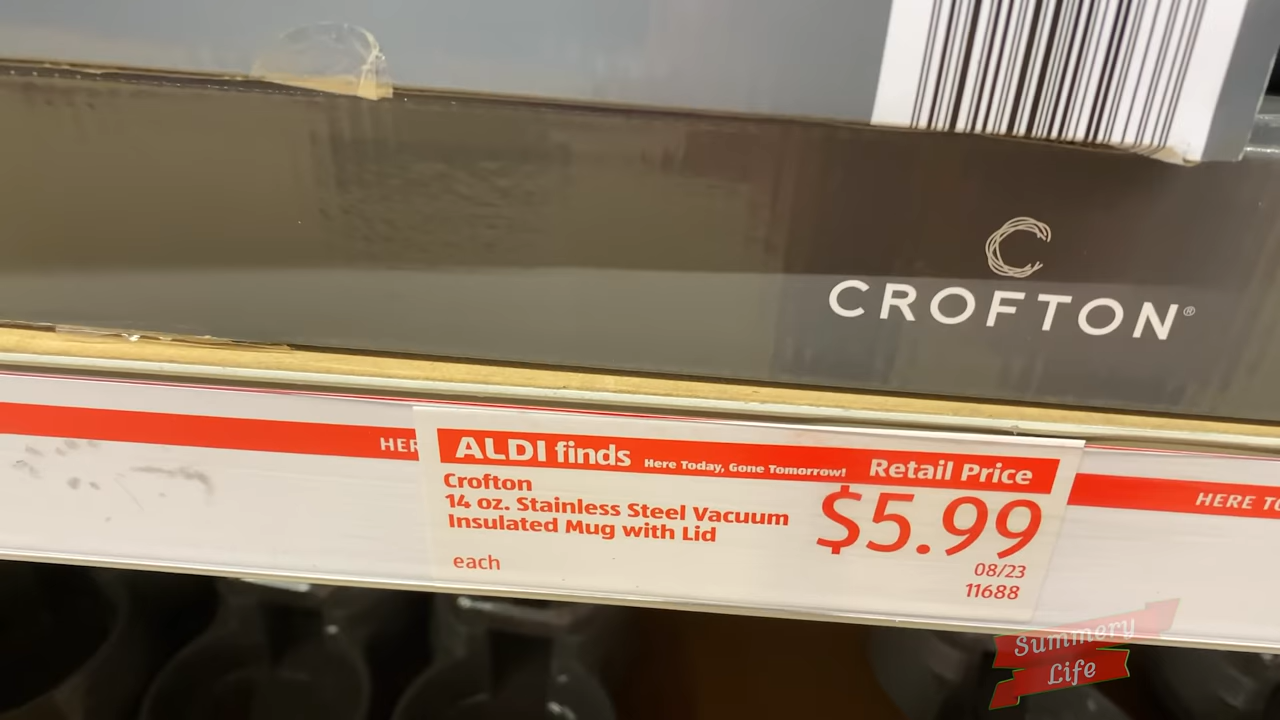 CROFTON®
HER
ALDI finds Here Today, Gone Tomorrow! Retail Price
Crofton
14 oz. Stainless Steel Vacuum
Insulated Mug with Lid
$5.99
each
08/23
11688
HERE TO
Summery
Life